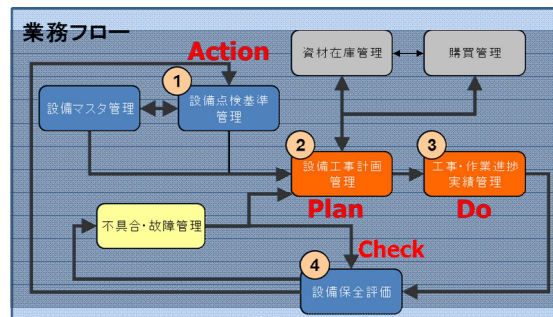 業務フロー
Action
資材在庫管理
購買管理
1
設備マスタ管理
設備点検基準
管理
2
設備工事計画
管理
3
工事・作業進捗
実績管理
Plan
Do
不具合・故障管理
Check
4
設備保全評価